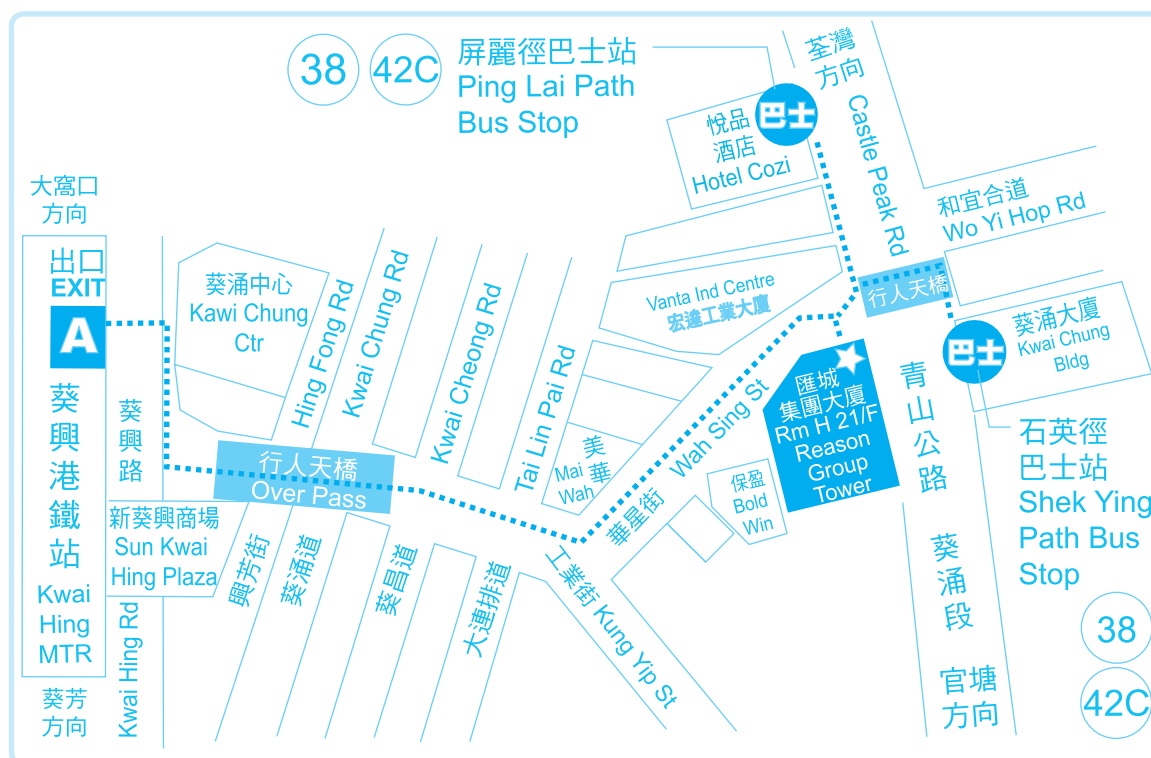 38
42C
屏麗徑巴士站
Ping Lai Path
Bus Stop
荃灣
方向
Castle Peak Rd
悅品
酒店
Hotel Cozi
巴士
和宜合道
Wo Yi Hop Rd
大窩口
方向
出口
EXIT
A
葵興港鐵站
Kwai
Hing
MTR
葵芳
方向
葵興路
Kwai Hing Rd
葵涌中心
Kawi Chung
Ctr
Hing Fong Rd
Kwai Chung Rd
Kwai Cheong Rd
Tai Lin Pai Rd
Vanta Ind Centre
宏達工業大廈
行人天橋
葵涌大廈
Kwai Chung
Bldg
巴士
行人天橋
Over Pass
新葵興商場
Sun Kwai
Hing Plaza
興芳街
葵涌道
葵昌道
大連排道
美華
Mai
Wah
工業街 Kung Yip St
華星街
Wah Sing St
保盈
Bold
Win
匯城
集團大廈
Rm H 21/F
Reason
Group
Tower
青山公路
葵涌段
官塘
方向
石英徑
巴士站
Shek Ying
Path Bus
Stop
38
42C